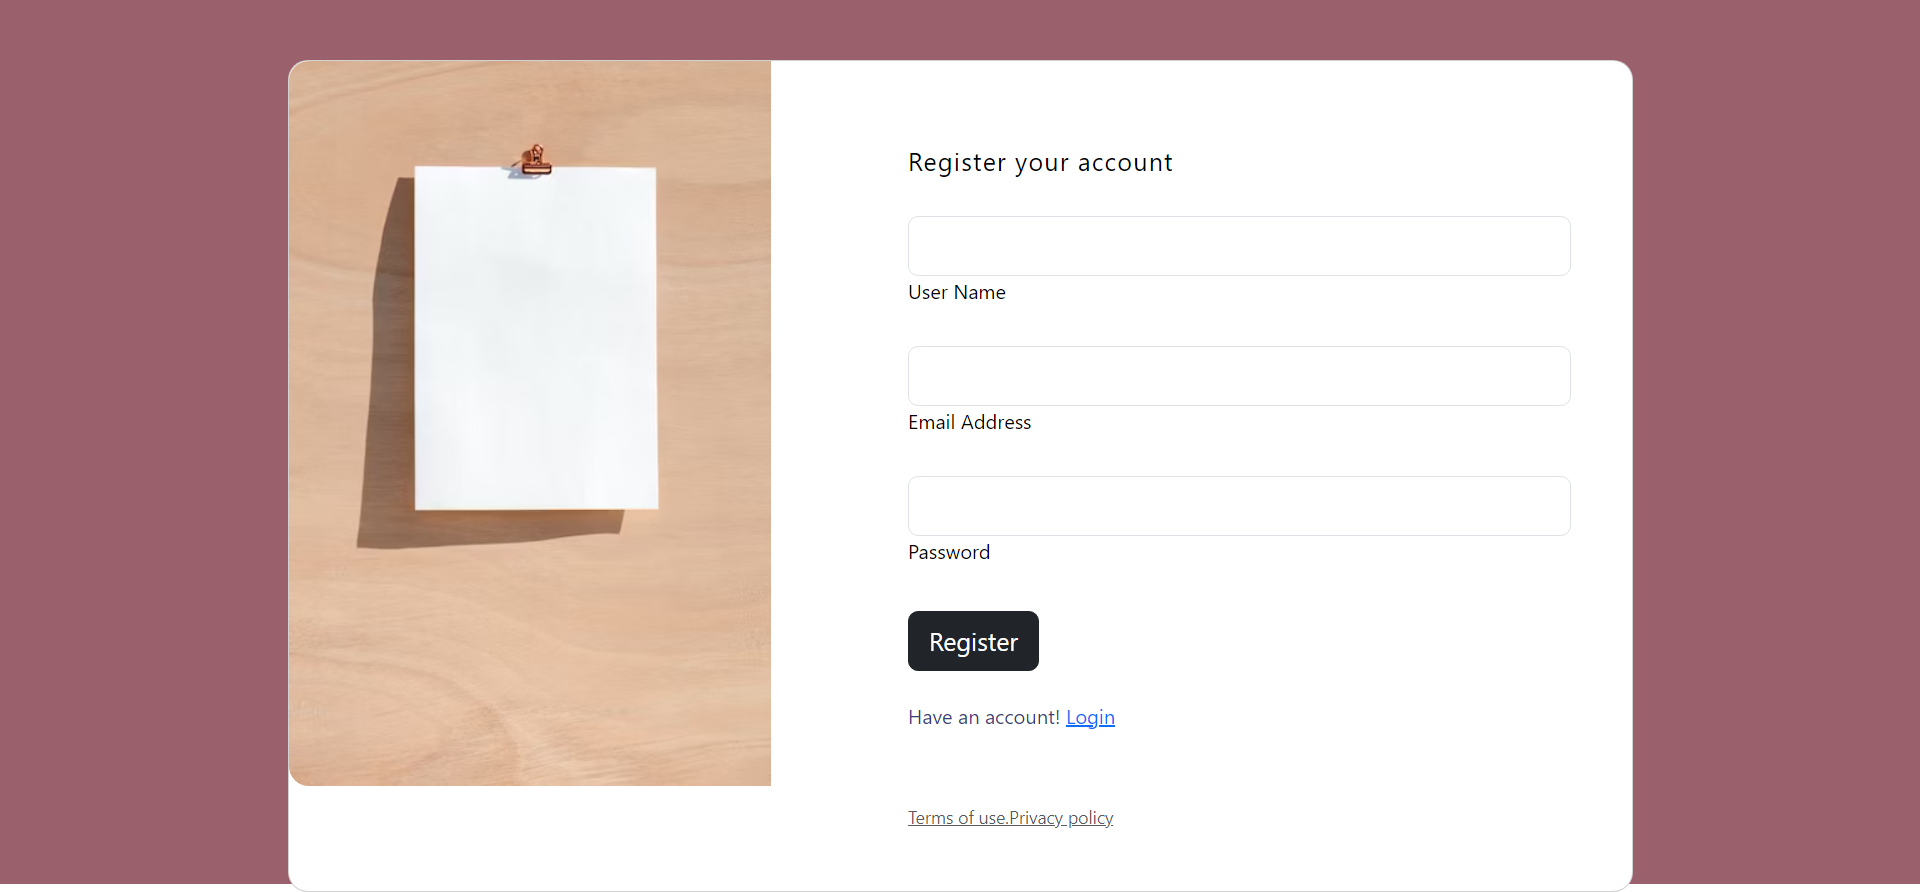 Register your account
User Name
Email Address
Password
Register
Have an account! Login
Terms of use.Privacy policy